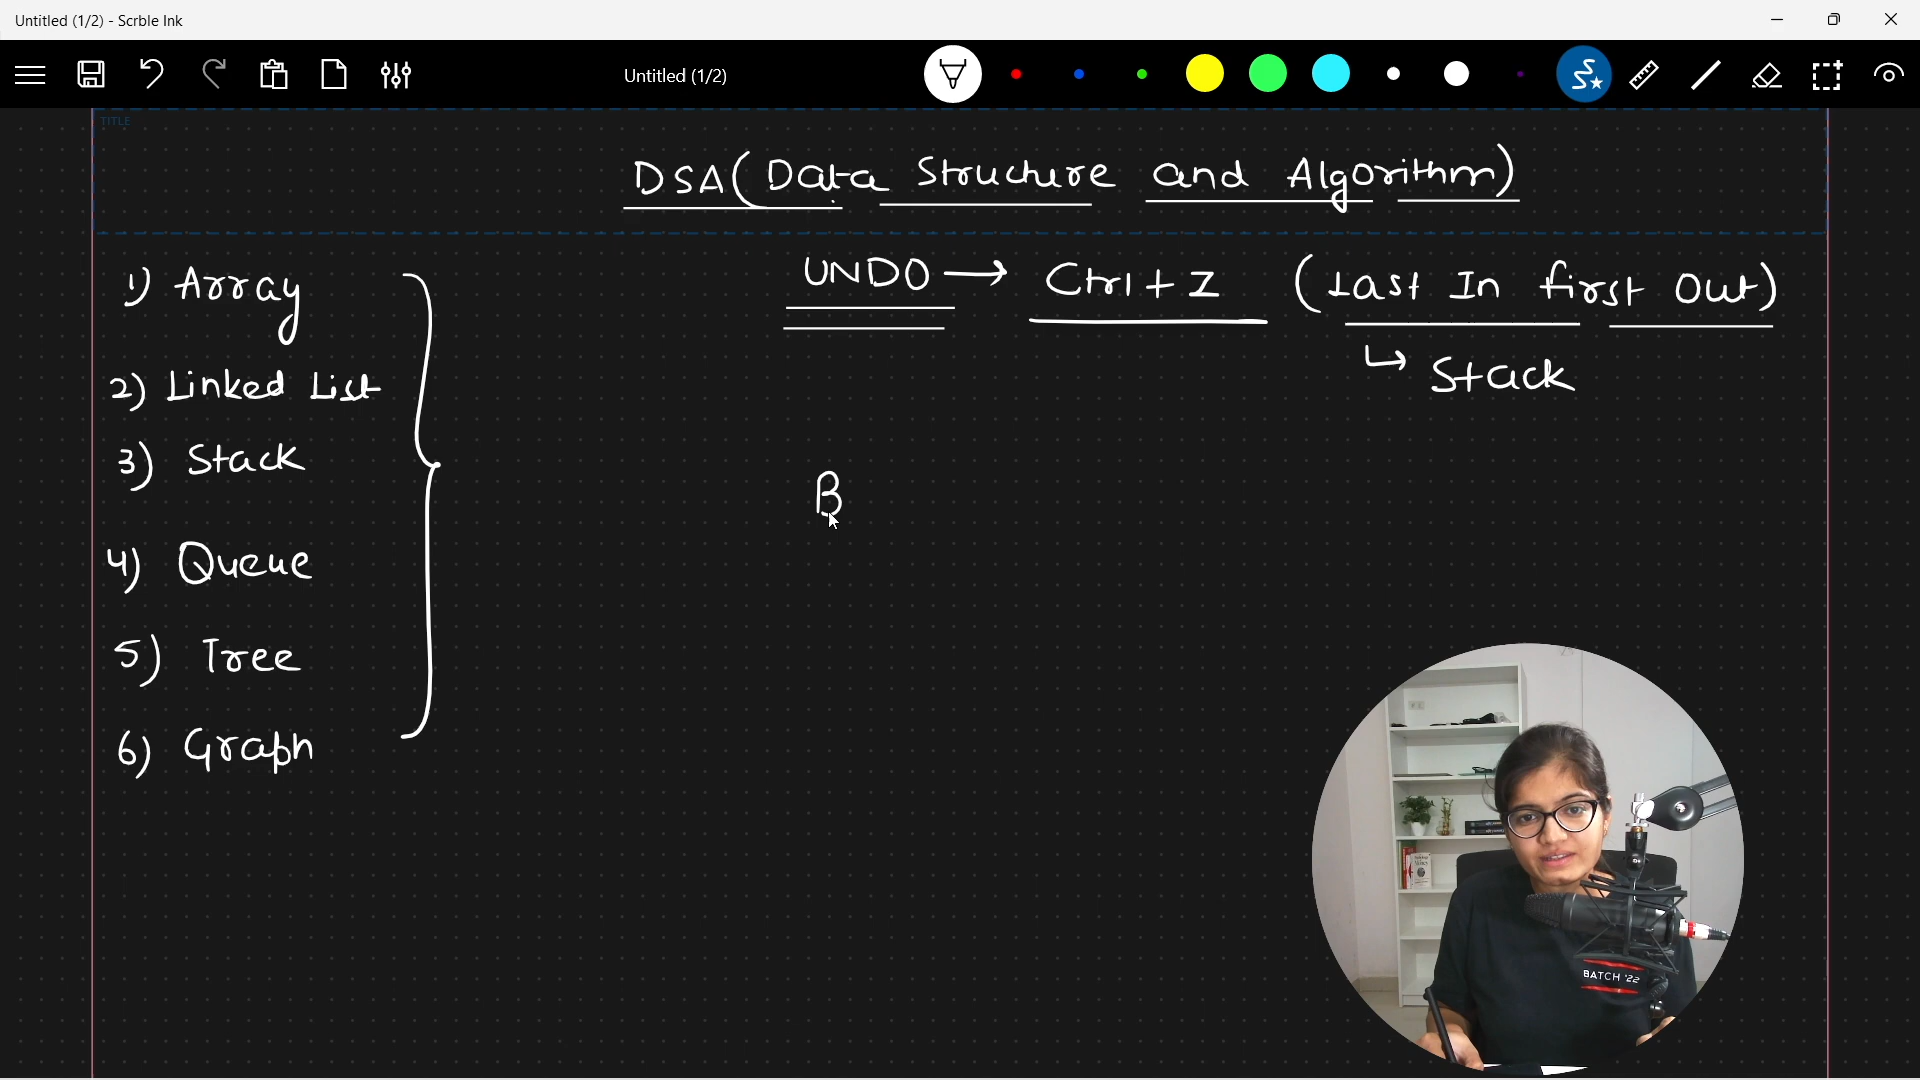 Untitled (1/2) - Scrble Ink
Untitled (1/2)
TITLE
DSA (Data Structure and Algorithm)
UNDO → Ctrl + Z (Last In first Out)
↳ Stack
1) Array
2) Linked List
3) Stack
4) Queue
5) Tree
6) Graph
B
BATCH '22